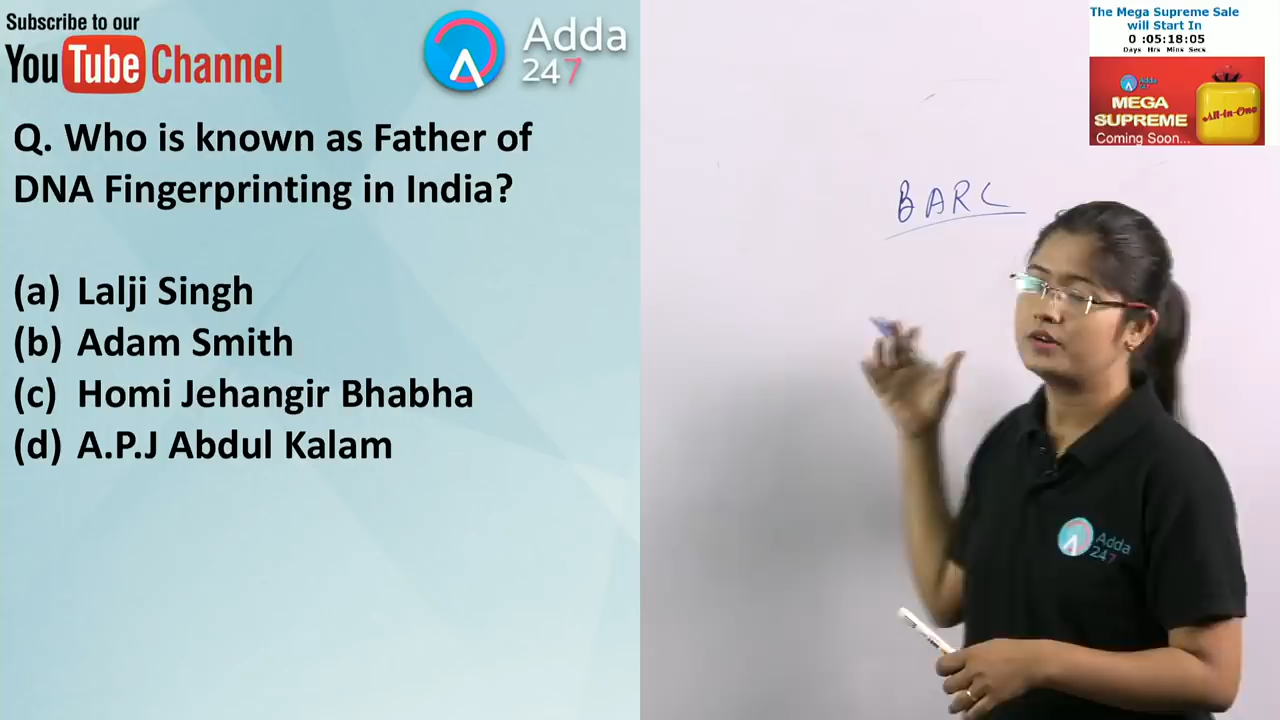 Subscribe to our
YouTube Channel
Adda
247
Q. Who is known as Father of
DNA Fingerprinting in India?
(a) Lalji Singh
(b) Adam Smith
(c) Homi Jehangir Bhabha
(d) A.P.J Abdul Kalam
The Mega Supreme Sale
will Start In
0 :05:18:05
Days Hrs Mins Secs
Adda
247
MEGA
SUPREME
Coming Soon...
All-In-One
BARC
Adda
247